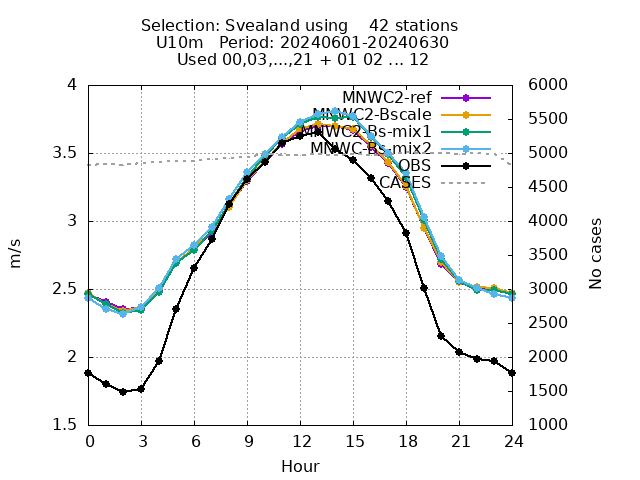 Selection: Svealand using    42 stations
U10m   Period: 20240601-20240630
Used 00,03,...,21 + 01 02 ... 12
4
3.5
3
2.5
2
1.5
m/s
MNWC2-ref
MNWC2-Bscale
MNWC2-Bs-mix1
MNWC-Bs-mix2
OBS
CASES
6000
5500
5000
4500
4000
3500
3000
2500
2000
1500
1000
No cases
0 3 6 9 12 15 18 21 24
Hour